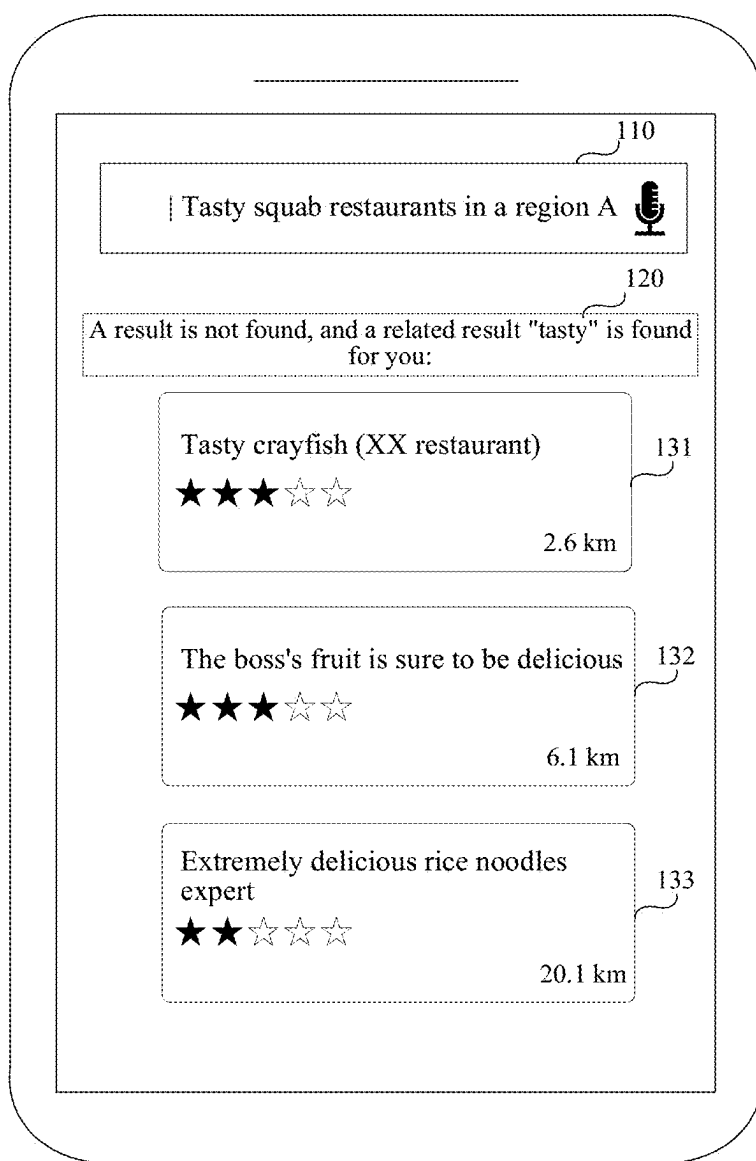 110
| Tasty squab restaurants in a region A
120
A result is not found, and a related result "tasty" is found
for you:
Tasty crayfish (XX restaurant)
131
2.6 km
The boss's fruit is sure to be delicious
132
6.1 km
Extremely delicious rice noodles
expert
133
20.1 km